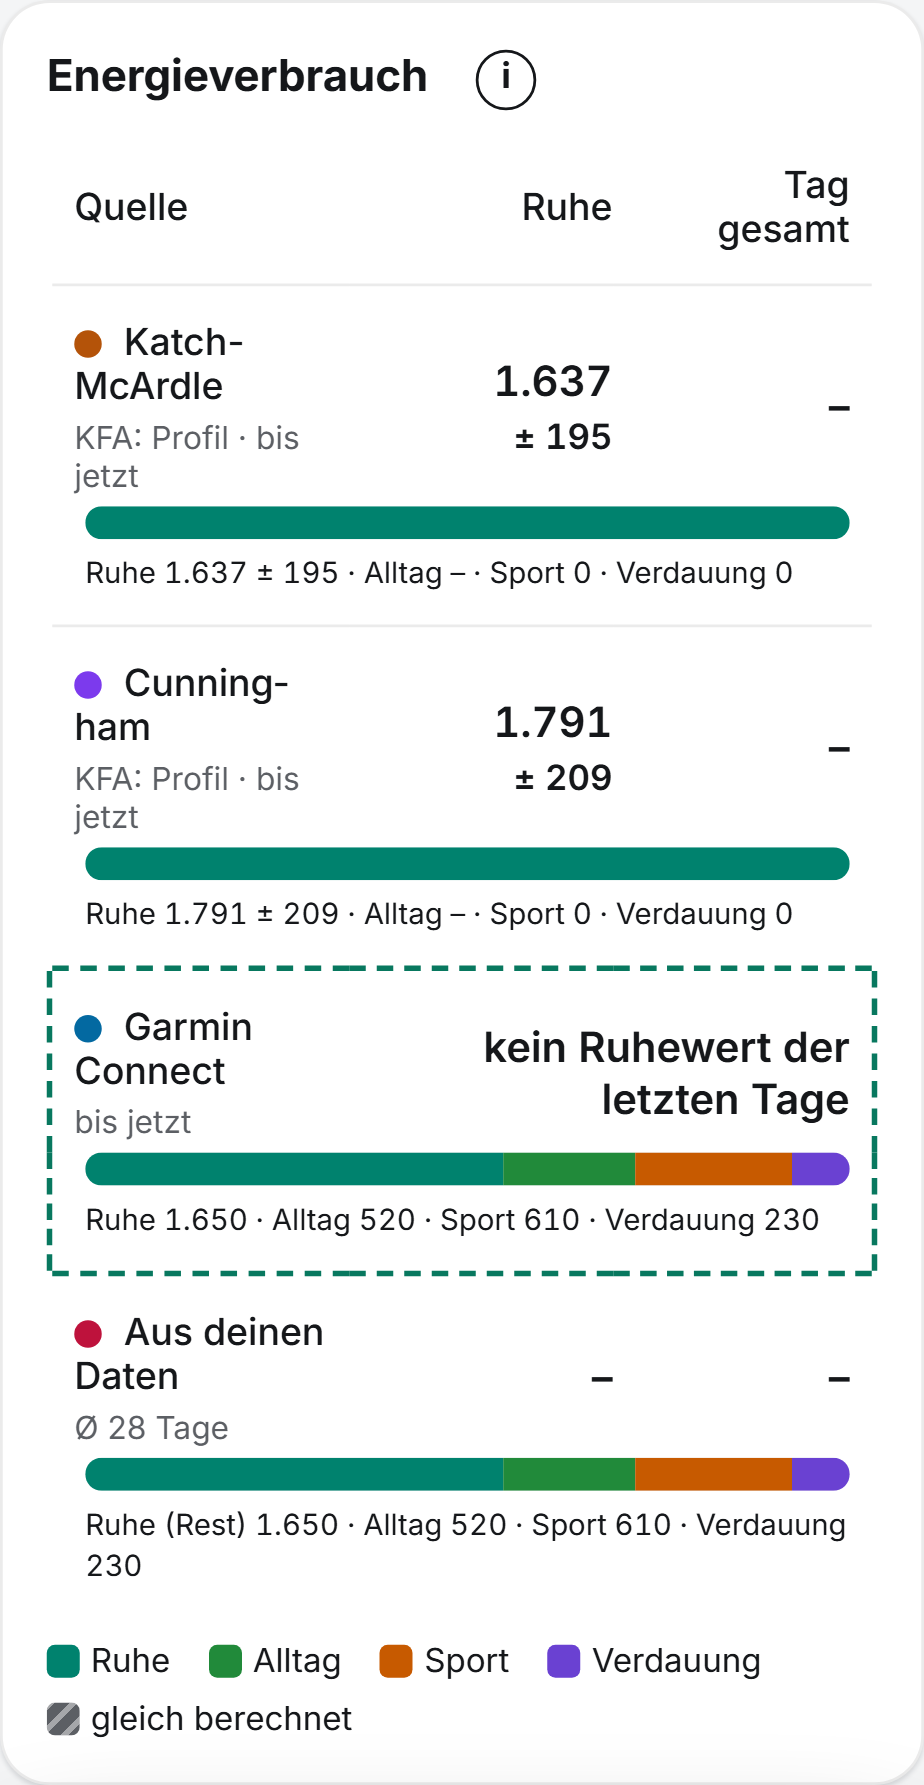 Energieverbrauch i
Quelle Ruhe Tag
gesamt
Katch-
McArdle
1.637
± 195
–
KFA: Profil · bis
jetzt
Ruhe 1.637 ± 195 · Alltag – · Sport 0 · Verdauung 0
Cunning-
ham
1.791
± 209
–
KFA: Profil · bis
jetzt
Ruhe 1.791 ± 209 · Alltag – · Sport 0 · Verdauung 0
Garmin
Connect
bis jetzt
kein Ruhewert der
letzten Tage
Ruhe 1.650 · Alltag 520 · Sport 610 · Verdauung 230
Aus deinen
Daten
– –
Ø 28 Tage
Ruhe (Rest) 1.650 · Alltag 520 · Sport 610 · Verdauung
230
Ruhe Alltag Sport Verdauung
gleich berechnet